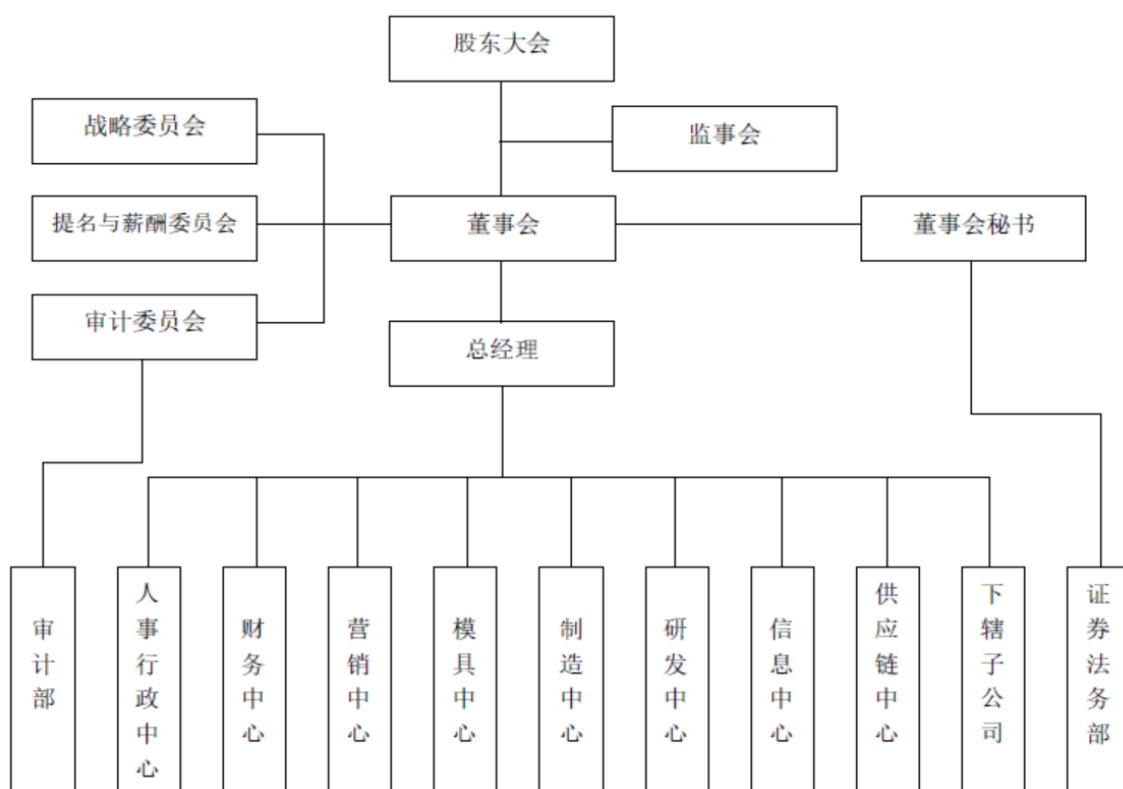 股东大会
战略委员会
监事会
提名与薪酬委员会
董事会
董事会秘书
审计委员会
总经理
审计部
人事行政中心
财务中心
营销中心
模具中心
制造中心
研发中心
信息中心
供应链中心
下辖子公司
证券法务部